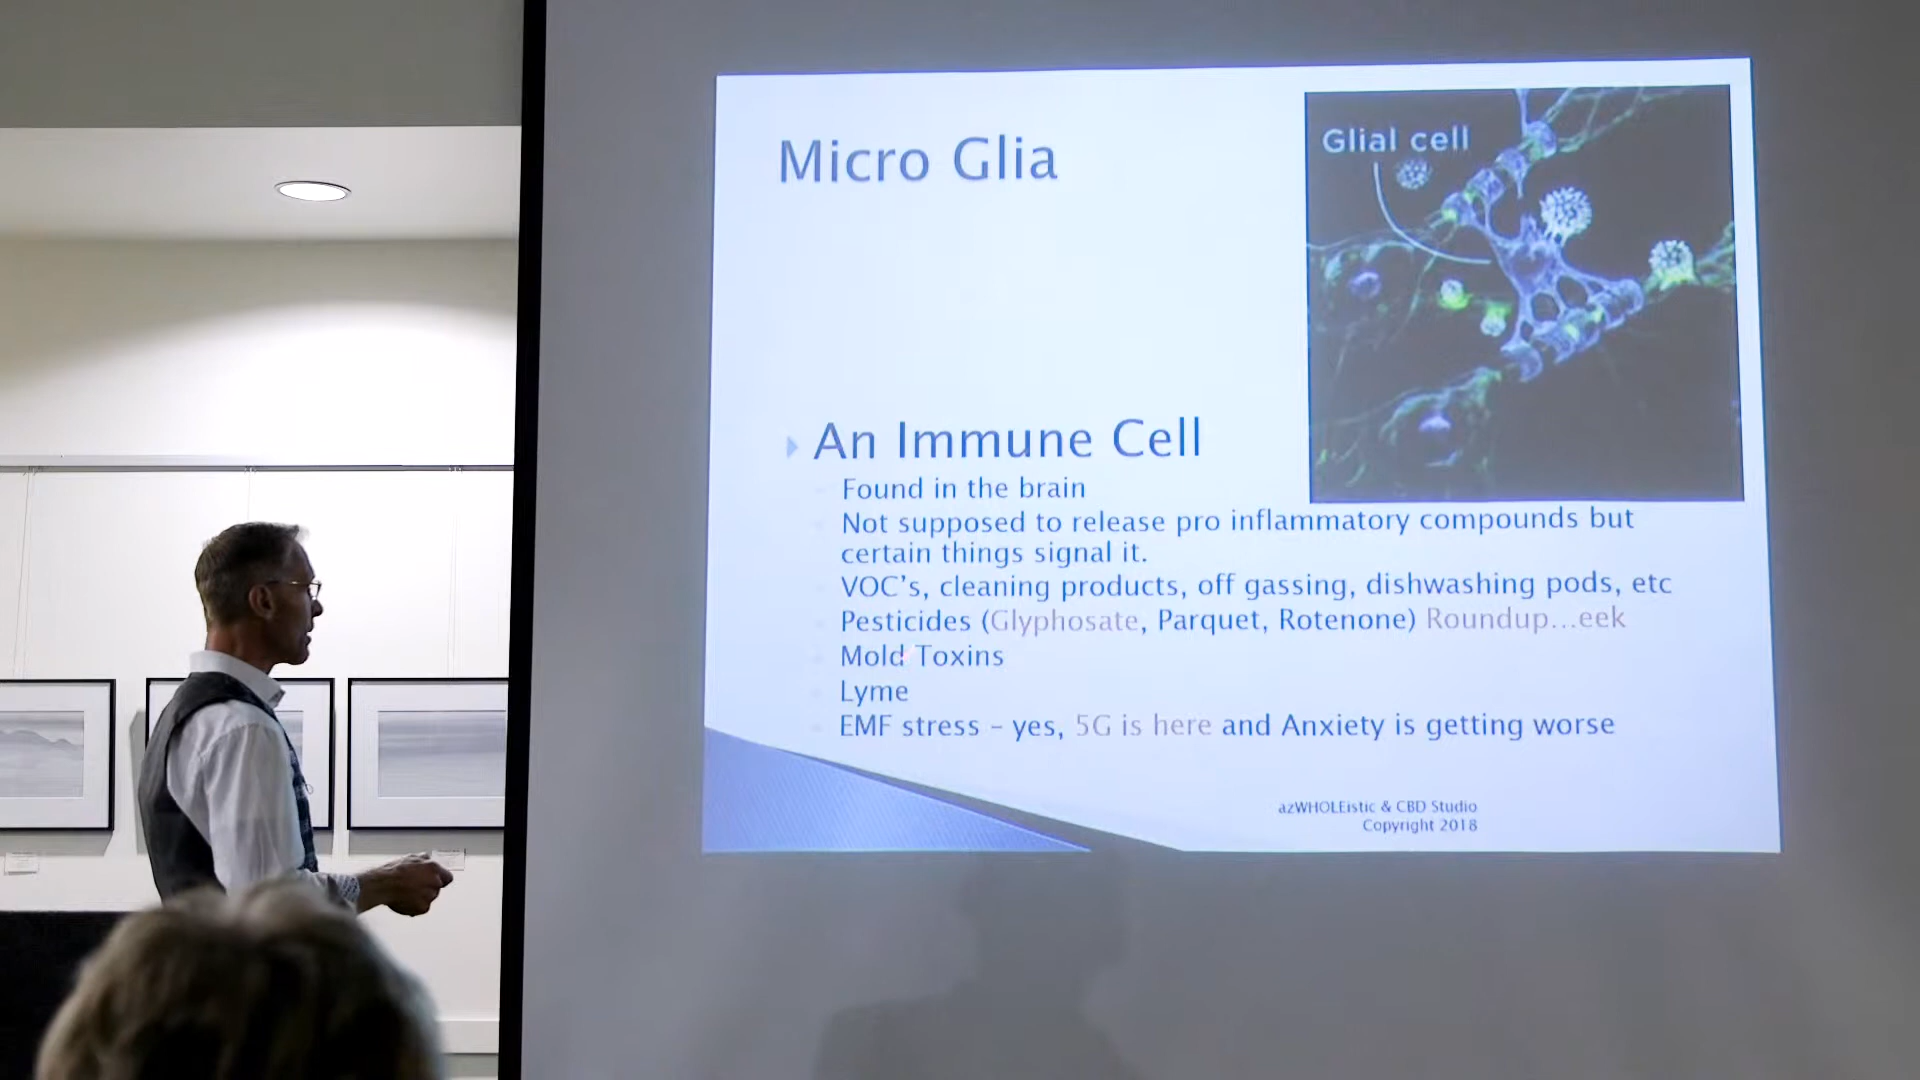 Micro Glia
Glial cell
An Immune Cell
Found in the brain
Not supposed to release pro inflammatory compounds but
certain things signal it.
VOC's, cleaning products, off gassing, dishwashing pods, etc
Pesticides (Glyphosate, Parquet, Rotenone) Roundup...eek
Mold Toxins
Lyme
EMF stress – yes, 5G is here and Anxiety is getting worse
azWHOLEistic & CBD Studio
Copyright 2018